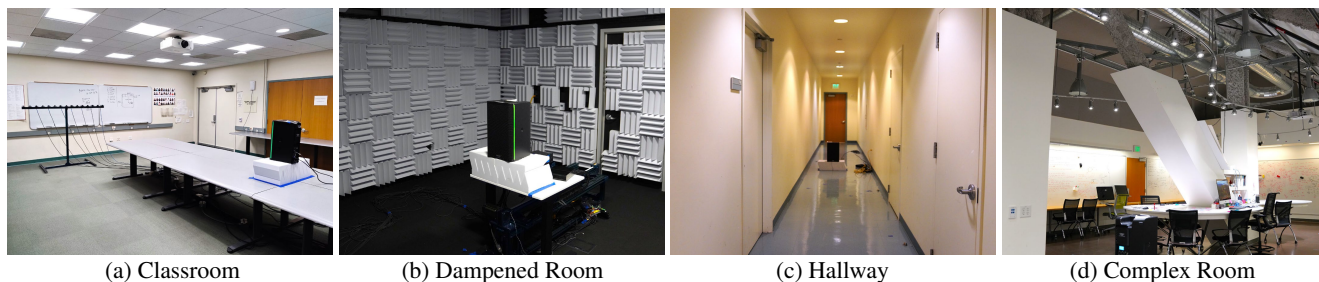 (a) Classroom
(b) Dampened Room
(c) Hallway
(d) Complex Room